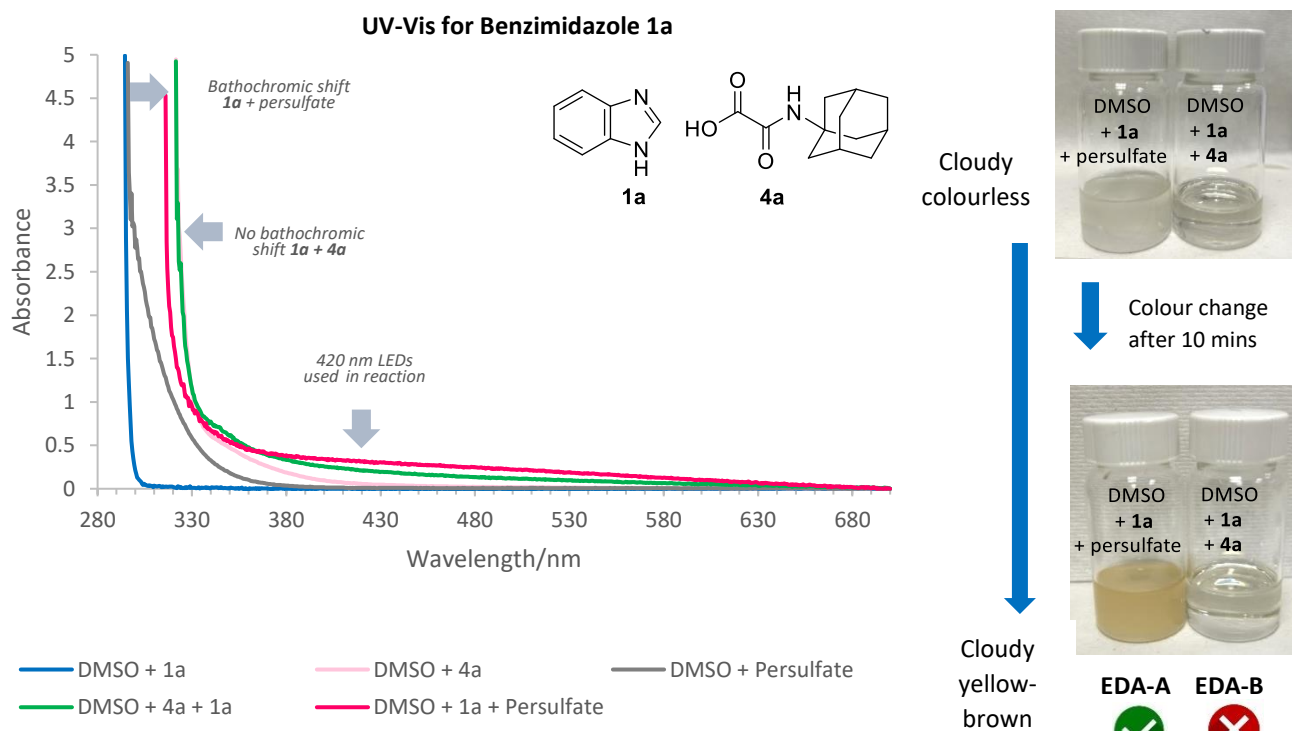 UV-Vis for Benzimidazole 1a
5
4.5
4
3.5
3
2.5
2
1.5
1
0.5
0
Absorbance
280
330
380
430
480
530
580
630
680
Wavelength/nm
Bathochromic shift
1a + persulfate
No bathochromic
shift 1a + 4a
420 nm LEDs
used in reaction
N
N
H
1a
O
H
N
HO
O
4a
DMSO + 1a
DMSO + 4a
DMSO + Persulfate
DMSO + 4a + 1a
DMSO + 1a + Persulfate
Cloudy
colourless
Cloudy
yellow-
brown
DMSO
+ 1a
+ persulfate
DMSO
+ 1a
+ 4a
Colour change
after 10 mins
DMSO
+ 1a
+ persulfate
DMSO
+ 1a
+ 4a
EDA-A
EDA-B